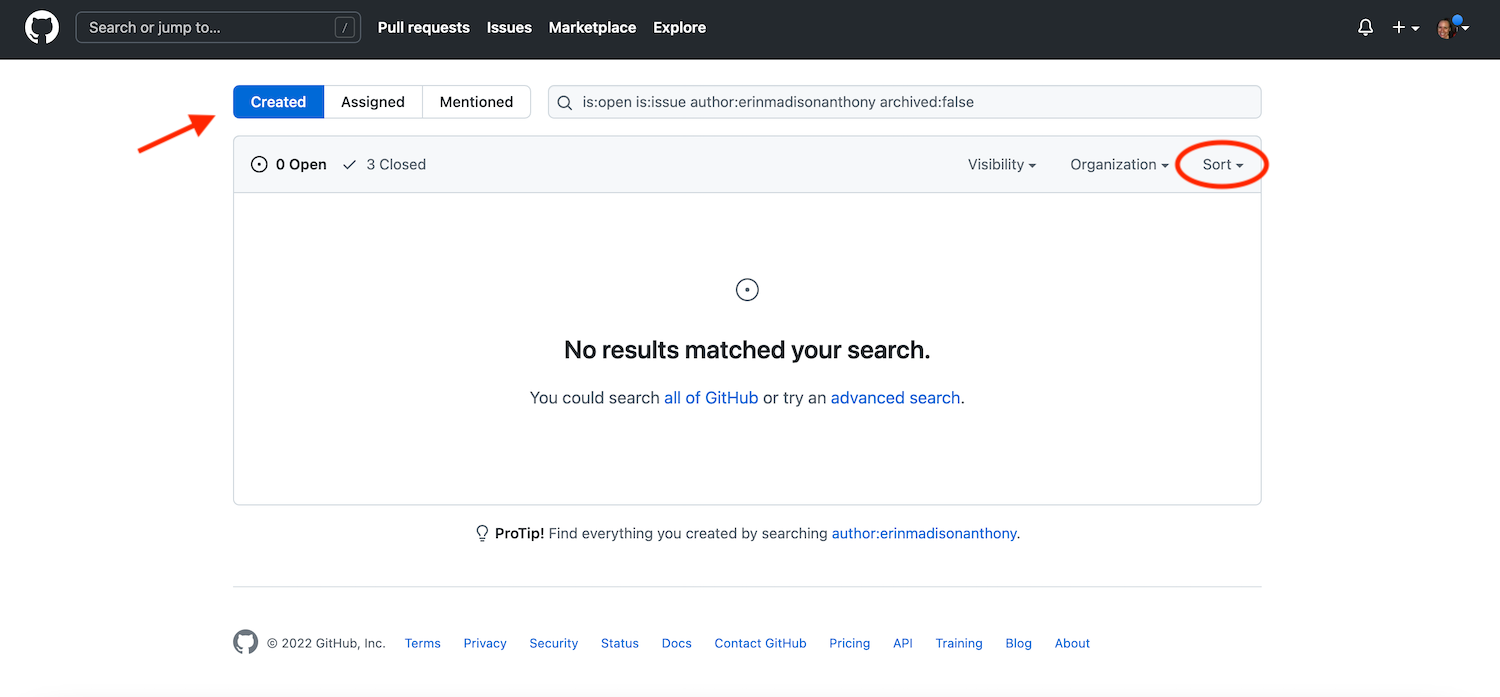 Search or jump to... / Pull requests Issues Marketplace Explore
Created Assigned Mentioned is:open is:issue author:erinmadisonanthony archived:false
0 Open 3 Closed Visibility Organization Sort
No results matched your search.
You could search all of GitHub or try an advanced search.
ProTip! Find everything you created by searching author:erinmadisonanthony.
© 2022 GitHub, Inc. Terms Privacy Security Status Docs Contact GitHub Pricing API Training Blog About